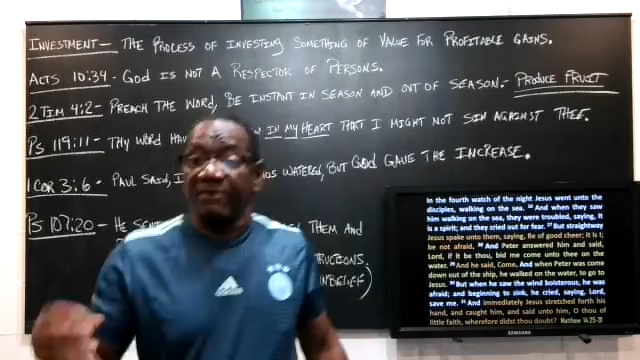 INVESTMENT — THE PROCESS OF INVESTING SOMETHING OF VALUE FOR PROFITABLE GAINS.
ACTS 10:34 - GOD IS NOT A RESPECTOR OF PERSONS.
2 TIM 4:2 - PREACH THE WORD, BE INSTANT IN SEASON AND OUT OF SEASON. - PRODUCE FRUIT
PS 119:11 - THY WORD IN MY HEART THAT I MIGHT NOT SIN AGAINST THEE.
1 COR 3:6 - PAUL SAID, I WATERED, BUT GOD GAVE THE INCREASE.
PS 107:20 - HE THEM AND
In the fourth watch of the night Jesus went unto the
disciples, walking on the sea. 26 And when they saw
him walking on the sea, they were troubled, saying, It
is a spirit; and they cried out for fear. 27 But straightway
Jesus spake unto them, saying, Be of good cheer; it is I;
be not afraid. 28 And Peter answered him and said,
Lord, if it be thou, bid me come unto thee on the
water. 29 And he said, Come. And when Peter was come
down out of the ship, he walked on the water, to go to
Jesus. 30 But when he saw the wind boisterous, he was
afraid; and beginning to sink, he cried, saying, Lord,
save me. 31 And immediately Jesus stretched forth his
hand, and caught him, and said unto him, O thou of
little faith, wherefore didst thou doubt? Matthew 14:25-31
SAMSUNG
adidas